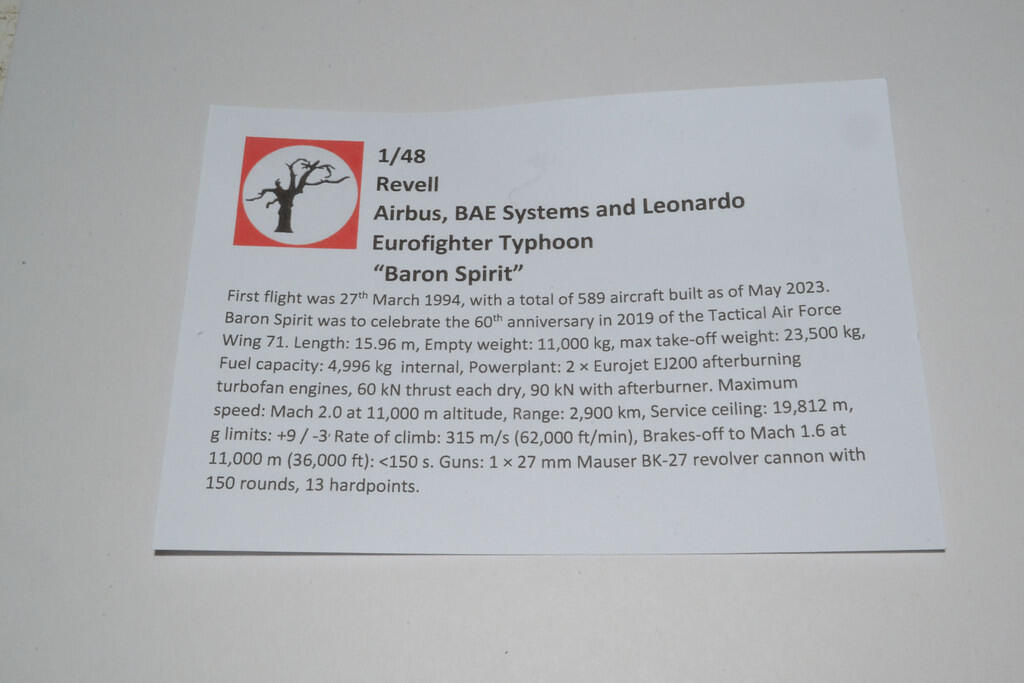 1/48
Revell
Airbus, BAE Systems and Leonardo
Eurofighter Typhoon
“Baron Spirit”
First flight was 27th March 1994, with a total of 589 aircraft built as of May 2023.
Baron Spirit was to celebrate the 60th anniversary in 2019 of the Tactical Air Force
Wing 71. Length: 15.96 m, Empty weight: 11,000 kg, max take-off weight: 23,500 kg,
Fuel capacity: 4,996 kg internal, Powerplant: 2 × Eurojet EJ200 afterburning
turbofan engines, 60 kN thrust each dry, 90 kN with afterburner. Maximum
speed: Mach 2.0 at 11,000 m altitude, Range: 2,900 km, Service ceiling: 19,812 m,
g limits: +9 / -3, Rate of climb: 315 m/s (62,000 ft/min), Brakes-off to Mach 1.6 at
11,000 m (36,000 ft): <150 s. Guns: 1 × 27 mm Mauser BK-27 revolver cannon with
150 rounds, 13 hardpoints.